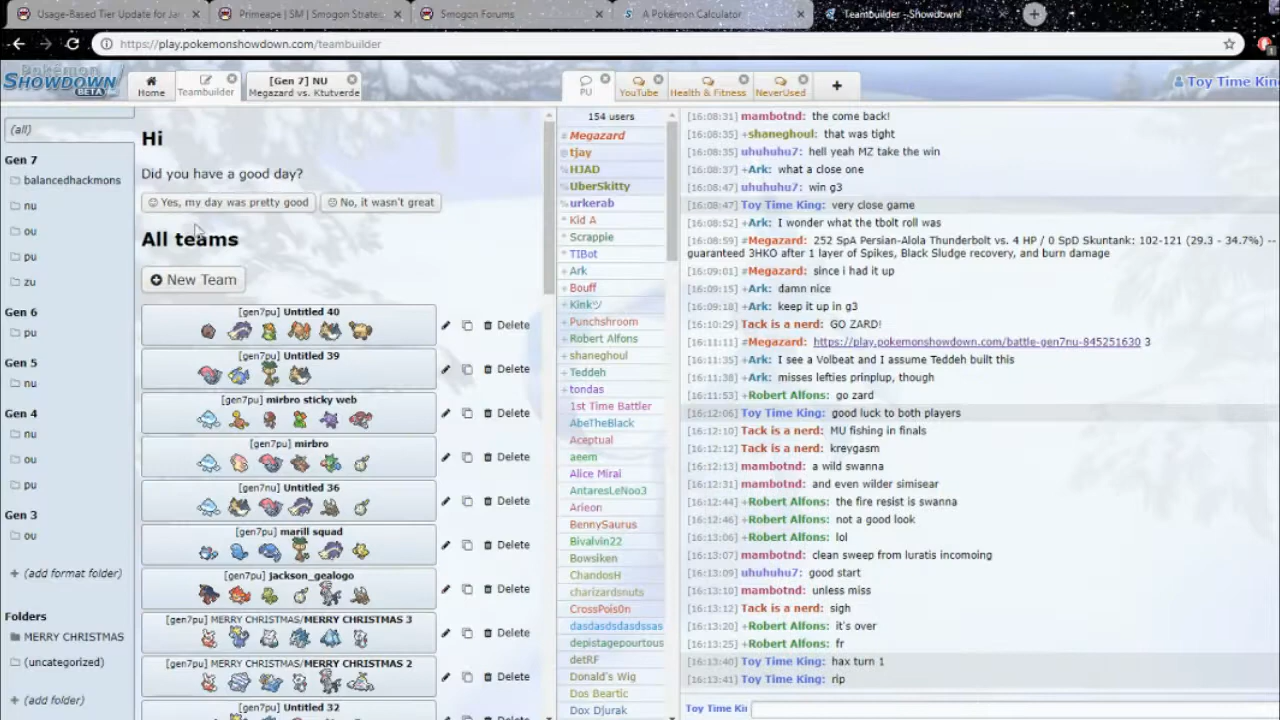 Usage-Based Tier Update for Jan
Primeape | SM | Smogon Strate
Smogon Forums
A Pokémon Calculator
Teambuilder - Showdown!
https://play.pokemonshowdown.com/teambuilder
Pokémon
SHOWDOWN
BETA
Home
Teambuilder
[Gen 7] NU
Megazard vs. Ktutverde
PU
YouTube
Health & Fitness
NeverUsed
Toy Time Kin
(all)
Gen 7
balancedhackmons
nu
ou
pu
zu
Gen 6
pu
Gen 5
nu
Gen 4
nu
ou
pu
Gen 3
ou
(add format folder)
Folders
MERRY CHRISTMAS
(uncategorized)
(add folder)
Hi
Did you have a good day?
Yes, my day was pretty good No, it wasn't great
All teams
New Team
[gen7pu] Untitled 40
Delete
[gen7pu] Untitled 39
Delete
[gen7pu] mirbro sticky web
Delete
[gen7pu] mirbro
Delete
[gen7pu] Untitled 36
Delete
[gen7pu] marill squad
Delete
[gen7pu] Jackson_gealogo
Delete
[gen7pu] MERRY CHRISTMAS/MERRY CHRISTMAS 3
Delete
[gen7pu] MERRY CHRISTMAS/MERRY CHRISTMAS 2
Delete
[gen7pu] Untitled 32
154 users
# Megazard
@ tjay
% HJAD
% UberSkitty
% urkerab
* Kid A
* Scrappie
* TIBot
+ Ark
+ Bouff
+ Kinkツ
+ Punchshroom
+ Robert Alfons
+ shaneghoul
+ Teddeh
+ tondas
1st Time Battler
AbeTheBlack
Aceptual
aeem
Alice Mirai
AntaresLeNoo3
Arieon
BennySaurus
Bivalvin22
Bowsiken
ChandosH
charizardsnuts
CrossPois0n
dasdasdsdasdssas
depistagepourtous
detRF
Donald's Wig
Dos Beartic
Dox Djurak
[16:08:31] mambotnd: the come back!
[16:08:35] +shaneghoul: that was tight
[16:08:35] uhuhuhu7: hell yeah MZ take the win
[16:08:37] +Ark: what a close one
[16:08:47] uhuhuhu7: win g3
[16:08:47] Toy Time King: very close game
[16:08:52] +Ark: I wonder what the tbolt roll was
[16:08:59] #Megazard: 252 SpA Persian-Alola Thunderbolt vs. 4 HP / 0 SpD Skuntank: 102-121 (29.3 - 34.7%) --
guaranteed 3HKO after 1 layer of Spikes, Black Sludge recovery, and burn damage
[16:09:01] #Megazard: since i had it up
[16:09:15] +Ark: damn nice
[16:09:18] +Ark: keep it up in g3
[16:10:29] Tack is a nerd: GO ZARD!
[16:11:11] #Megazard: https://play.pokemonshowdown.com/battle-gen7nu-845251630 3
[16:11:35] +Ark: I see a Volbeat and I assume Teddeh built this
[16:11:38] +Ark: misses lefties prinplup, though
[16:11:53] +Robert Alfons: go zard
[16:12:06] Toy Time King: good luck to both players
[16:12:10] Tack is a nerd: MU fishing in finals
[16:12:12] Tack is a nerd: kreygasm
[16:12:13] mambotnd: a wild swanna
[16:12:31] mambotnd: and even wilder simisear
[16:12:44] +Robert Alfons: the fire resist is swanna
[16:12:46] +Robert Alfons: not a good look
[16:13:06] +Robert Alfons: lol
[16:13:07] mambotnd: clean sweep from luratis incomoing
[16:13:09] uhuhuhu7: good start
[16:13:10] mambotnd: unless miss
[16:13:12] Tack is a nerd: sigh
[16:13:20] +Robert Alfons: it's over
[16:13:25] +Robert Alfons: fr
[16:13:40] Toy Time King: hax turn 1
[16:13:41] Toy Time King: rip
Toy Time Kin